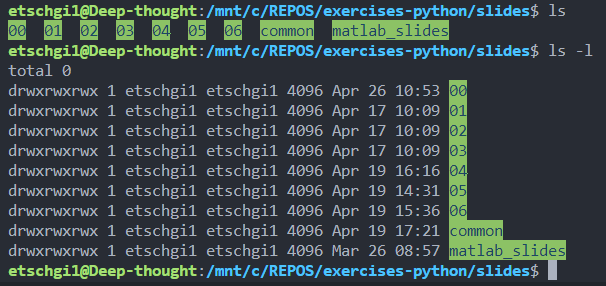 etschgi1@Deep-thought:/mnt/c/REPOS/exercises-python/slides$ ls
00  01  02  03  04  05  06  common  matlab_slides
etschgi1@Deep-thought:/mnt/c/REPOS/exercises-python/slides$ ls -l
total 0
drwxrwxrwx 1 etschgi1 etschgi1 4096 Apr 26 10:53 00
drwxrwxrwx 1 etschgi1 etschgi1 4096 Apr 17 10:09 01
drwxrwxrwx 1 etschgi1 etschgi1 4096 Apr 17 10:09 02
drwxrwxrwx 1 etschgi1 etschgi1 4096 Apr 17 10:09 03
drwxrwxrwx 1 etschgi1 etschgi1 4096 Apr 19 16:16 04
drwxrwxrwx 1 etschgi1 etschgi1 4096 Apr 19 14:31 05
drwxrwxrwx 1 etschgi1 etschgi1 4096 Apr 19 15:36 06
drwxrwxrwx 1 etschgi1 etschgi1 4096 Apr 19 17:21 common
drwxrwxrwx 1 etschgi1 etschgi1 4096 Mar 26 08:57 matlab_slides
etschgi1@Deep-thought:/mnt/c/REPOS/exercises-python/slides$